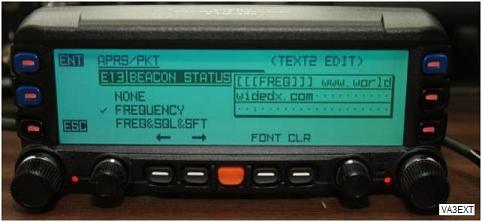 ENT APRS/PKT (TEXT2 EDIT)
E13 BEACON STATUS
[[[FREQ]]] www.world
widedx.com
NONE
FREQUENCY
FREQ&SQL&SFT
ESC ← → FONT CLR
VA3EXT